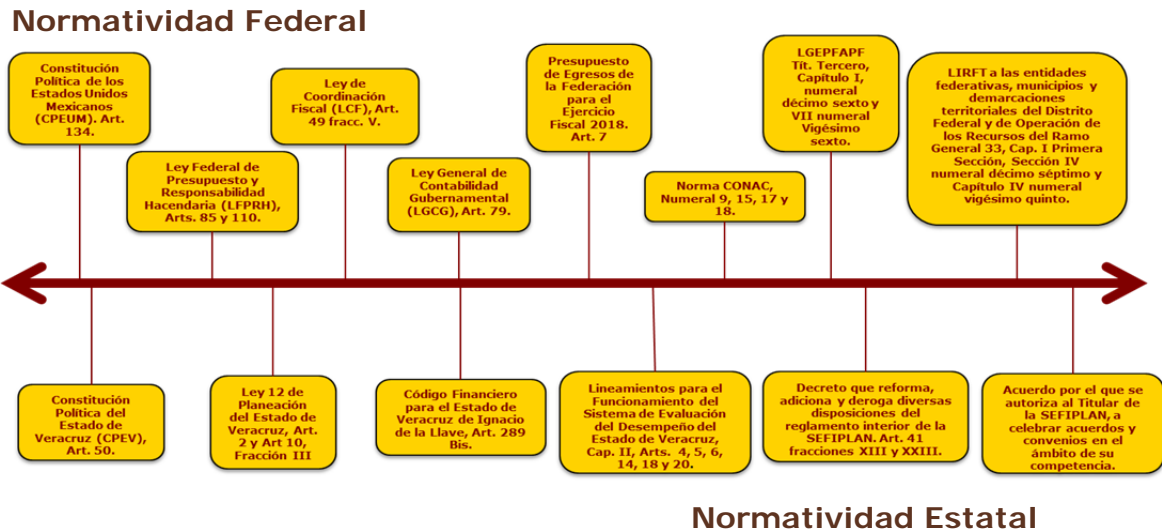 Normatividad Federal
Constitución
Política de los
Estados Unidos
Mexicanos
(CPEUM). Art.
134.
Ley Federal de
Presupuesto y
Responsabilidad
Hacendaria (LFPRH),
Arts. 85 y 110.
Ley de
Coordinación
Fiscal (LCF), Art.
49 fracc. V.
Ley General de
Contabilidad
Gubernamental
(LGCG), Art. 79.
Presupuesto
de Egresos de
la Federación
para el
Ejercicio
Fiscal 2018.
Art. 7
Norma CONAC,
Numeral 9, 15, 17 y
18.
LGEPFAPF
Tít. Tercero,
Capítulo I,
numeral
décimo sexto y
VII numeral
Vigésimo
sexto.
LIRFT a las entidades
federativas, municipios y
demarcaciones
territoriales del Distrito
Federal y de Operación de
los Recursos del Ramo
General 33, Cap. I Primera
Sección, Sección IV
numeral décimo séptimo y
Capítulo IV numeral
vigésimo quinto.
Constitución
Política del
Estado de
Veracruz (CPEV),
Art. 50.
Ley 12 de
Planeación
del Estado de
Veracruz, Art.
2 y Art 10,
Fracción III
Código Financiero
para el Estado de
Veracruz de Ignacio
de la Llave, Art. 289
Bis.
Lineamientos para el
Funcionamiento del
Sistema de Evaluación
del Desempeño del
Estado de Veracruz,
Cap. II, Arts. 4, 5, 6,
14, 18 y 20.
Decreto que reforma,
adiciona y deroga diversas
disposiciones del
reglamento interior de la
SEFIPLAN. Art. 41
fracciones XIII y XXIII.
Acuerdo por el que se
autoriza al Titular de
la SEFIPLAN, a
celebrar acuerdos y
convenios en el
ámbito de su
competencia.
Normatividad Estatal